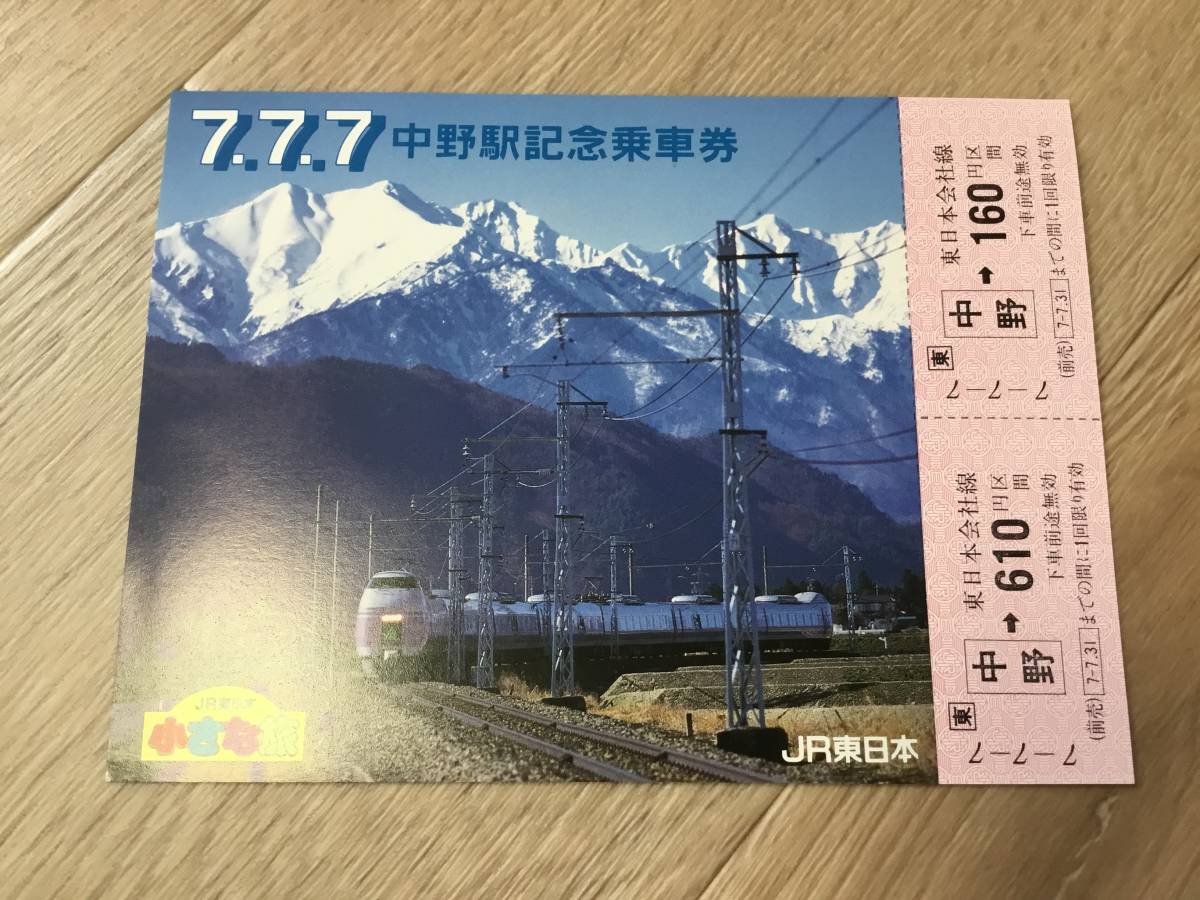 7.7.7 中野駅記念乗車券
JR東日本
小さな旅
JR東日本
東日本会社線
中野 ➡ 160円区間
下車前途無効
(前売) 7-7.31 までの間に1回限り有効
東
7-7-7
東日本会社線
中野 ➡ 610円区間
下車前途無効
(前売) 7-7.31 までの間に1回限り有効
東
7-7-7